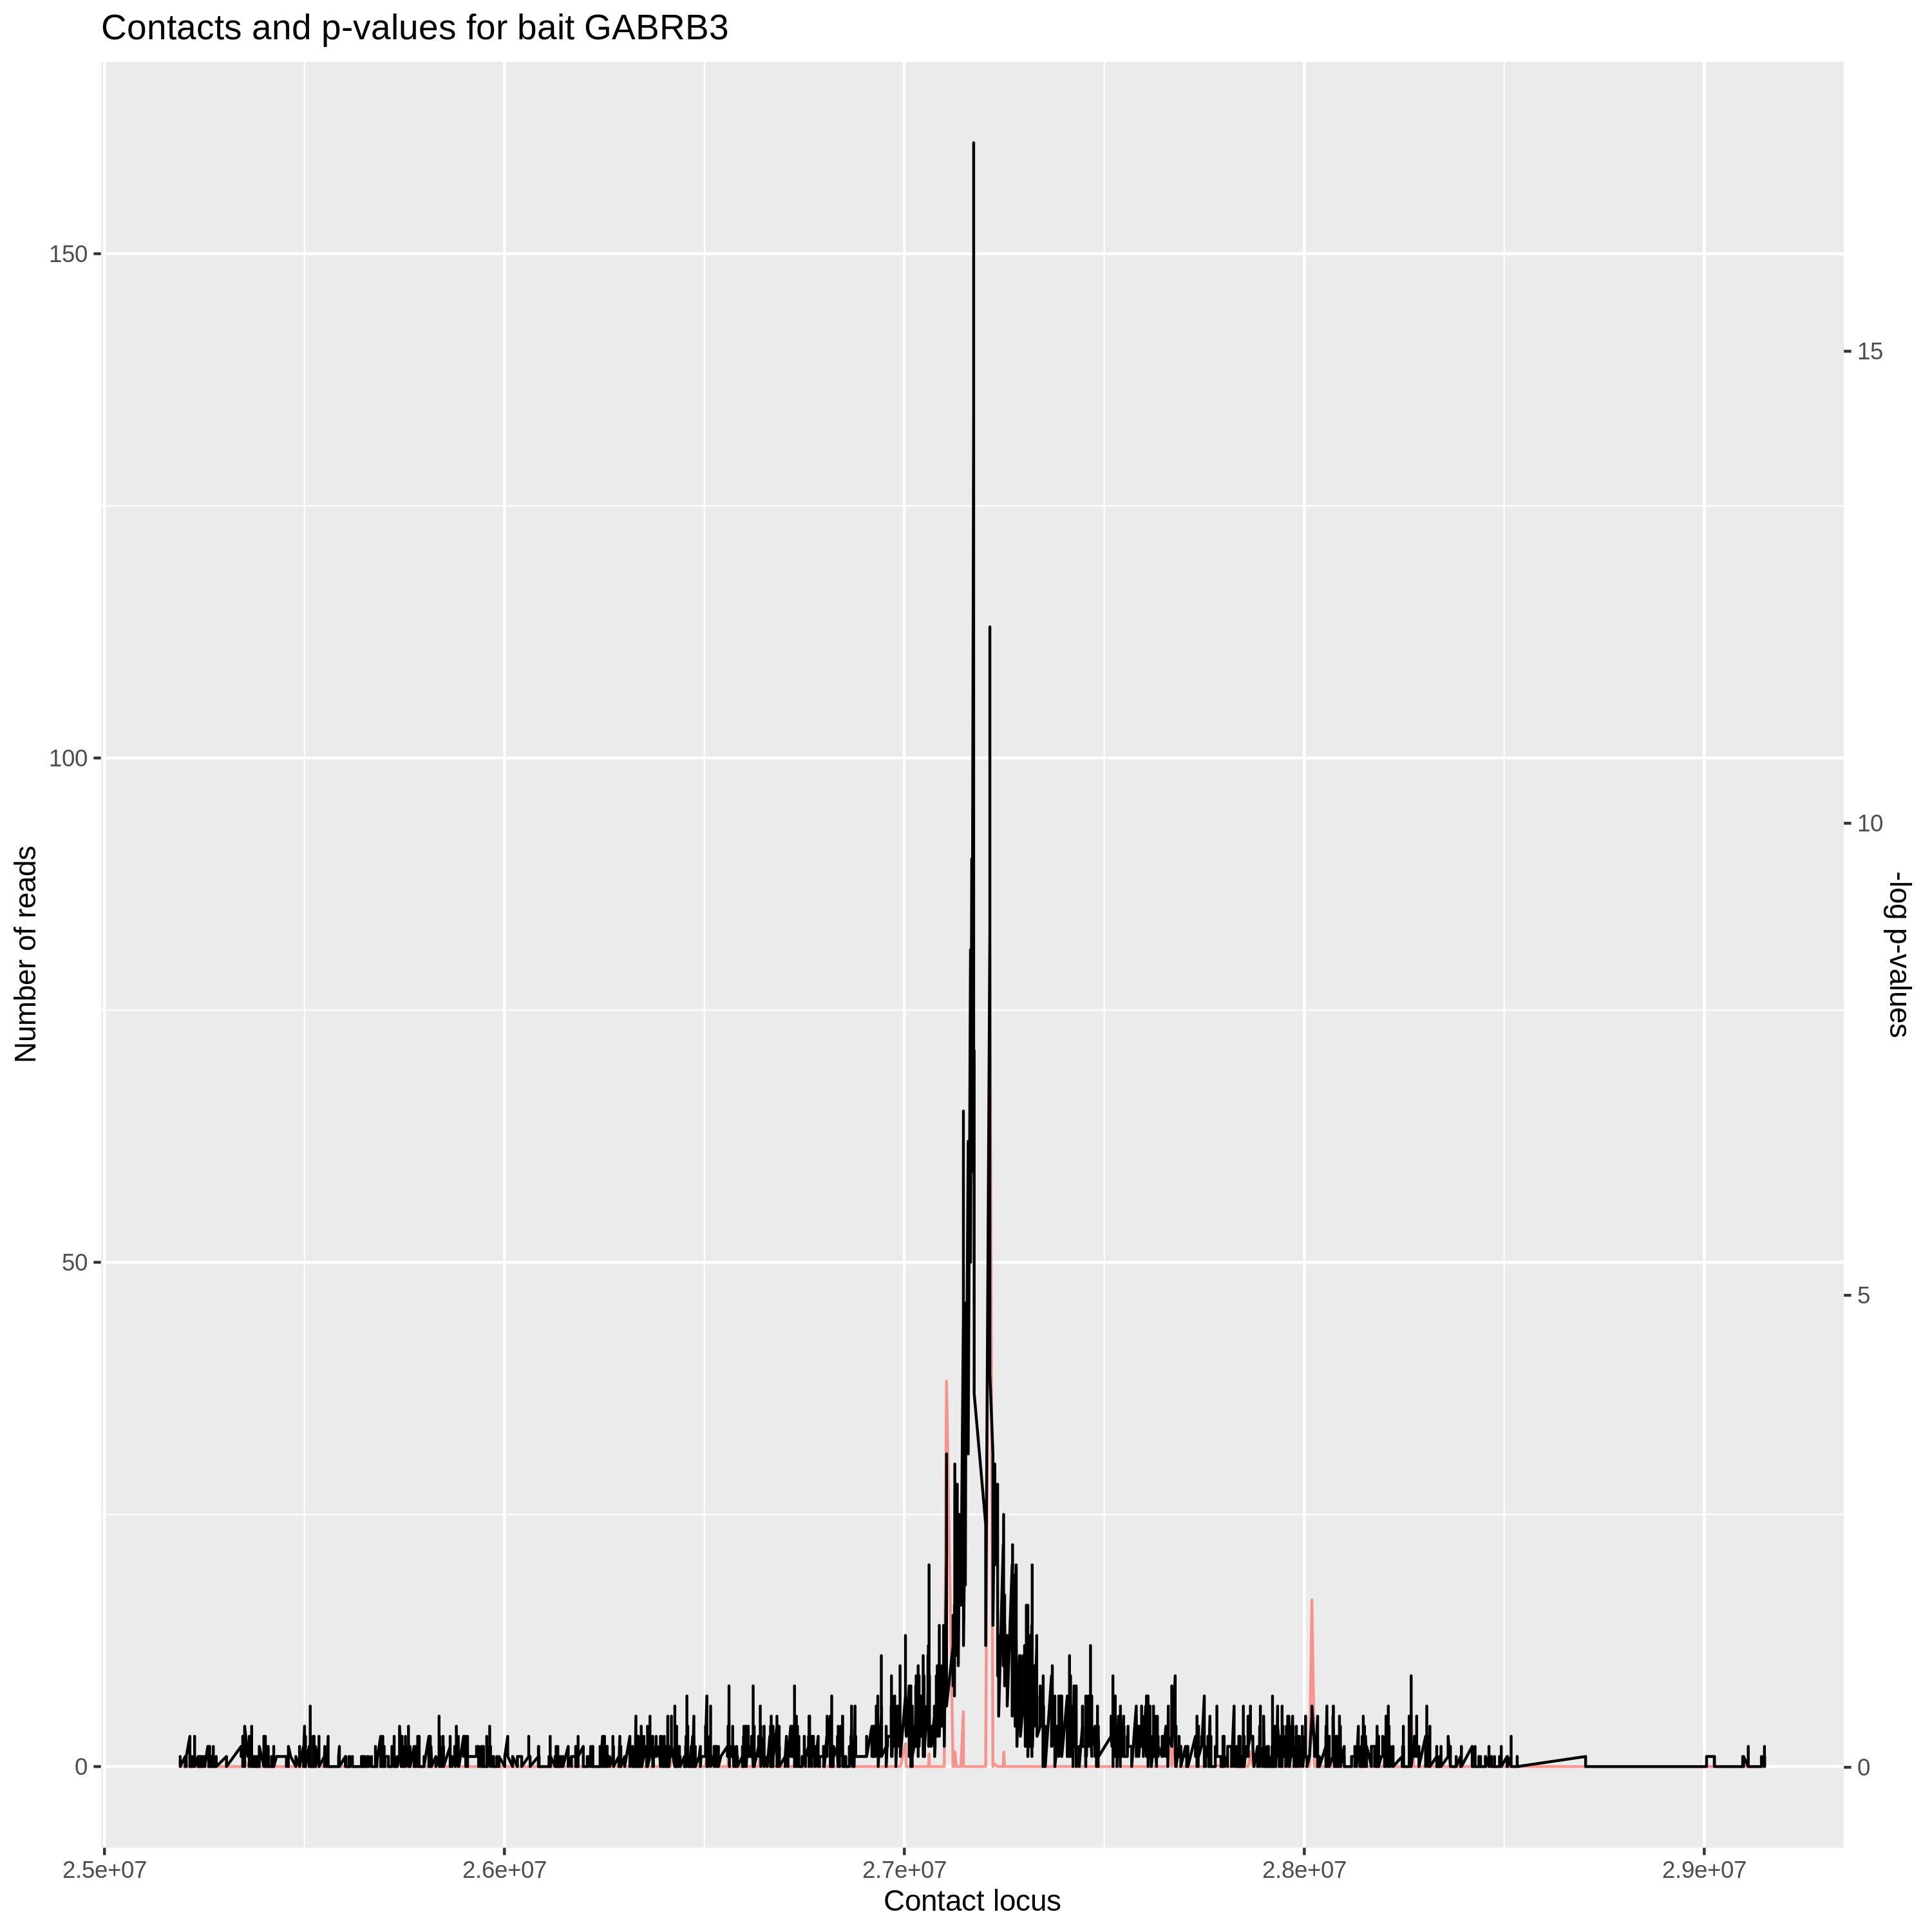 Contacts and p-values for bait GABRB3
150
100
50
0
Number of reads
15
10
5
0
-log p-values
2.5e+07 2.6e+07 2.7e+07 2.8e+07 2.9e+07
Contact locus